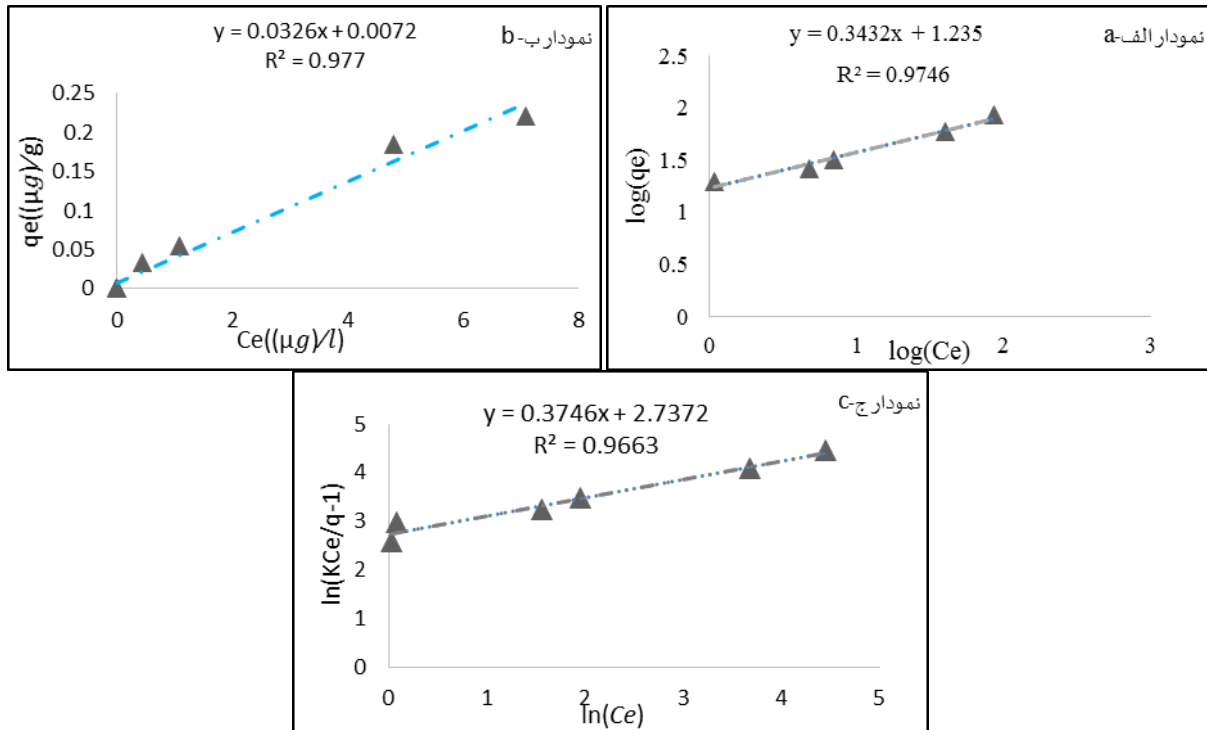 نمودار ب-b
y = 0.0326x + 0.0072
R² = 0.977
qe((μg)/g)
0.25
0.2
0.15
0.1
0.05
0
0 2 4 6 8
Ce((μg)/l)
نمودار الف-a
y = 0.3432x + 1.235
R² = 0.9746
log(qe)
2.5
2
1.5
1
0.5
0
0 1 2 3
log(Ce)
نمودار ج-c
y = 0.3746x + 2.7372
R² = 0.9663
ln(KCe/q-1)
5
4
3
2
1
0
0 1 2 3 4 5
ln(Ce)